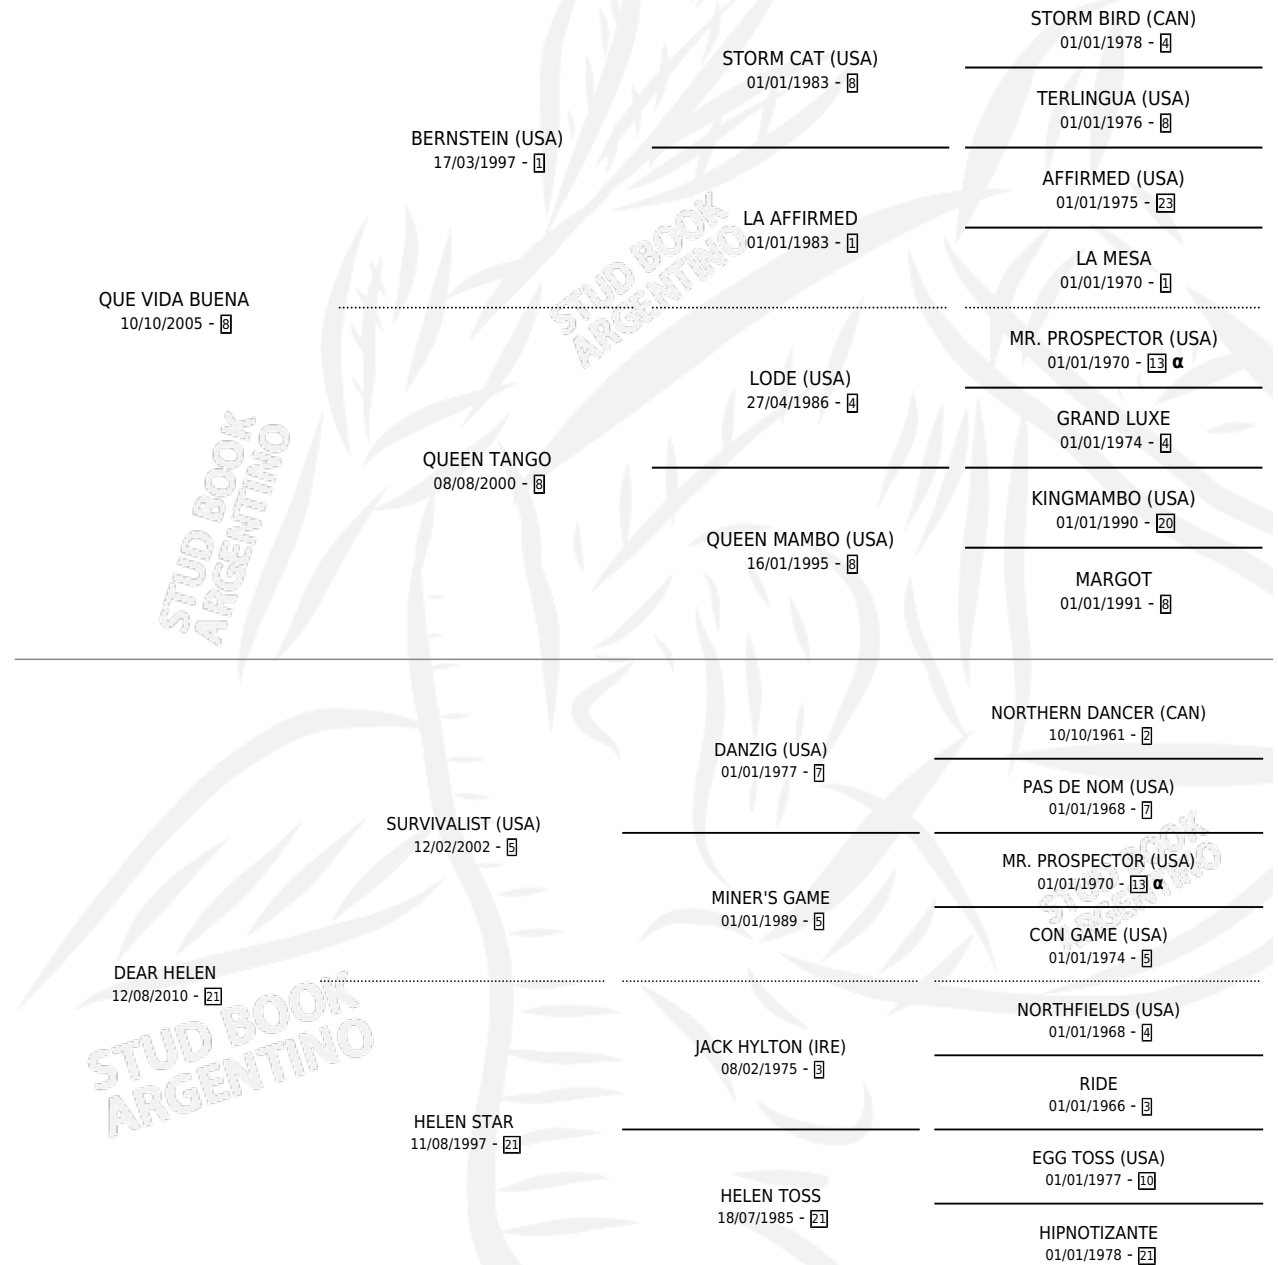 STORM BIRD (CAN)
01/01/1978 - 4
STORM CAT (USA)
01/01/1983 - 8
TERLINGUA (USA)
01/01/1976 - 8
BERNSTEIN (USA)
17/03/1997 - 1
AFFIRMED (USA)
01/01/1975 - 23
LA AFFIRMED
01/01/1983 - 1
LA MESA
01/01/1970 - 1
QUE VIDA BUENA
10/10/2005 - 8
MR. PROSPECTOR (USA)
01/01/1970 - 13 α
LODE (USA)
27/04/1986 - 4
GRAND LUXE
01/01/1974 - 4
QUEEN TANGO
08/08/2000 - 8
KINGMAMBO (USA)
01/01/1990 - 20
QUEEN MAMBO (USA)
16/01/1995 - 8
MARGOT
01/01/1991 - 8
NORTHERN DANCER (CAN)
10/10/1961 - 2
DANZIG (USA)
01/01/1977 - 7
PAS DE NOM (USA)
01/01/1968 - 7
SURVIVALIST (USA)
12/02/2002 - 5
MR. PROSPECTOR (USA)
01/01/1970 - 13 α
MINER'S GAME
01/01/1989 - 5
CON GAME (USA)
01/01/1974 - 5
DEAR HELEN
12/08/2010 - 21
NORTHFIELDS (USA)
01/01/1968 - 4
JACK HYLTON (IRE)
08/02/1975 - 3
RIDE
01/01/1966 - 3
HELEN STAR
11/08/1997 - 21
EGG TOSS (USA)
01/01/1977 - 10
HELEN TOSS
18/07/1985 - 21
HIPNOTIZANTE
01/01/1978 - 21
STUD BOOK
ARGENTINO
STUD BOOK
ARGENTINO
STUD BOOK
ARGENTINO
STUD BOOK
ARGENTINO